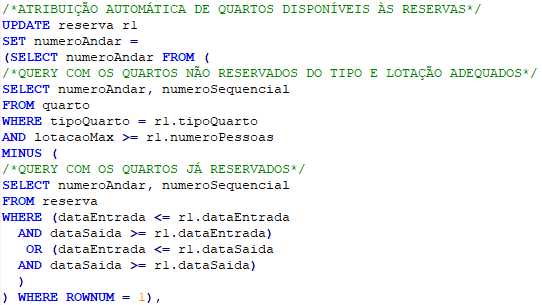 /*ATRIBUIÇÃO AUTOMÁTICA DE QUARTOS DISPONÍVEIS ÀS RESERVAS*/
UPDATE reserva r1
SET numeroAndar =
(SELECT numeroAndar FROM (
/*QUERY COM OS QUARTOS NÃO RESERVADOS DO TIPO E LOTAÇÃO ADEQUADOS*/
SELECT numeroAndar, numeroSequencial
FROM quarto
WHERE tipoQuarto = r1.tipoQuarto
AND lotacaoMax >= r1.numeroPessoas
MINUS (
/*QUERY COM OS QUARTOS JÁ RESERVADOS*/
SELECT numeroAndar, numeroSequencial
FROM reserva
WHERE (dataEntrada <= r1.dataEntrada
AND dataSaida >= r1.dataEntrada)
OR (dataEntrada <= r1.dataSaida
AND dataSaida >= r1.dataSaida)
)
) WHERE ROWNUM = 1),